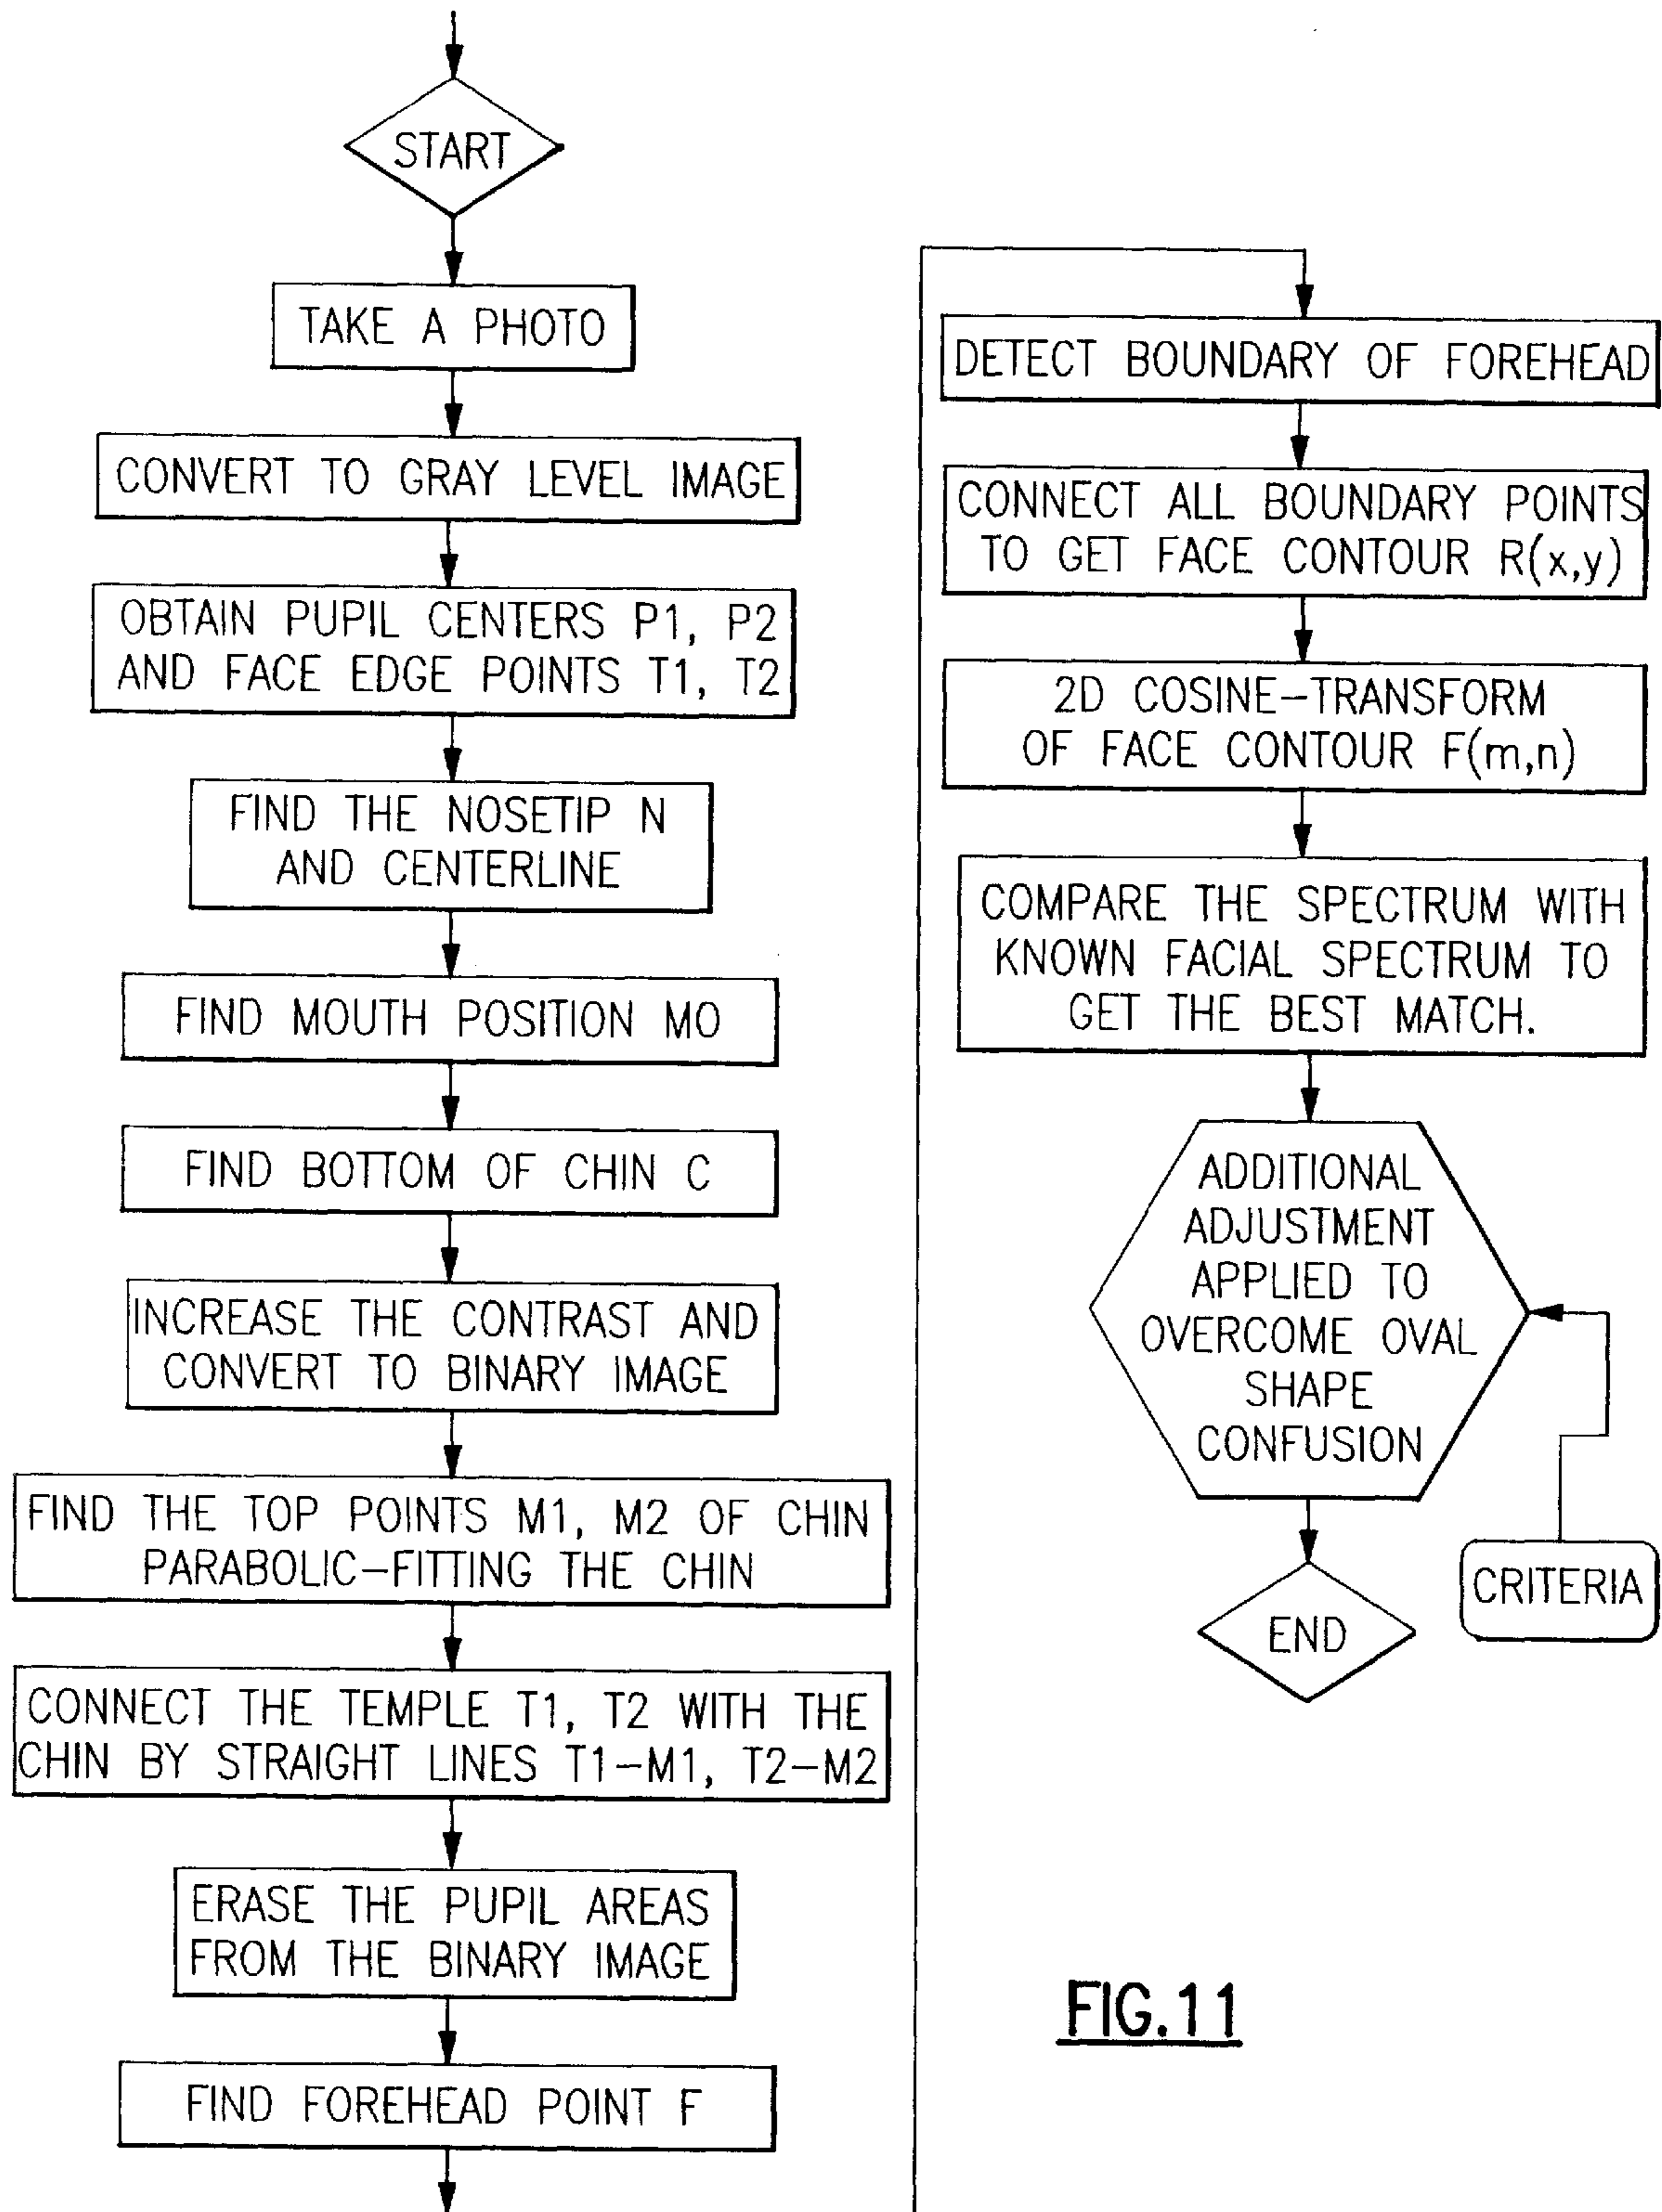 START
TAKE A PHOTO
CONVERT TO GRAY LEVEL IMAGE
OBTAIN PUPIL CENTERS P1, P2
AND FACE EDGE POINTS T1, T2
FIND THE NOSETIP N
AND CENTERLINE
FIND MOUTH POSITION MO
FIND BOTTOM OF CHIN C
INCREASE THE CONTRAST AND
CONVERT TO BINARY IMAGE
FIND THE TOP POINTS M1, M2 OF CHIN
PARABOLIC-FITTING THE CHIN
CONNECT THE TEMPLE T1, T2 WITH THE
CHIN BY STRAIGHT LINES T1-M1, T2-M2
ERASE THE PUPIL AREAS
FROM THE BINARY IMAGE
FIND FOREHEAD POINT F
DETECT BOUNDARY OF FOREHEAD
CONNECT ALL BOUNDARY POINTS
TO GET FACE CONTOUR R(x,y)
2D COSINE-TRANSFORM
OF FACE CONTOUR F(m,n)
COMPARE THE SPECTRUM WITH
KNOWN FACIAL SPECTRUM TO
GET THE BEST MATCH.
ADDITIONAL
ADJUSTMENT
APPLIED TO
OVERCOME OVAL
SHAPE
CONFUSION
CRITERIA
END
FIG.11